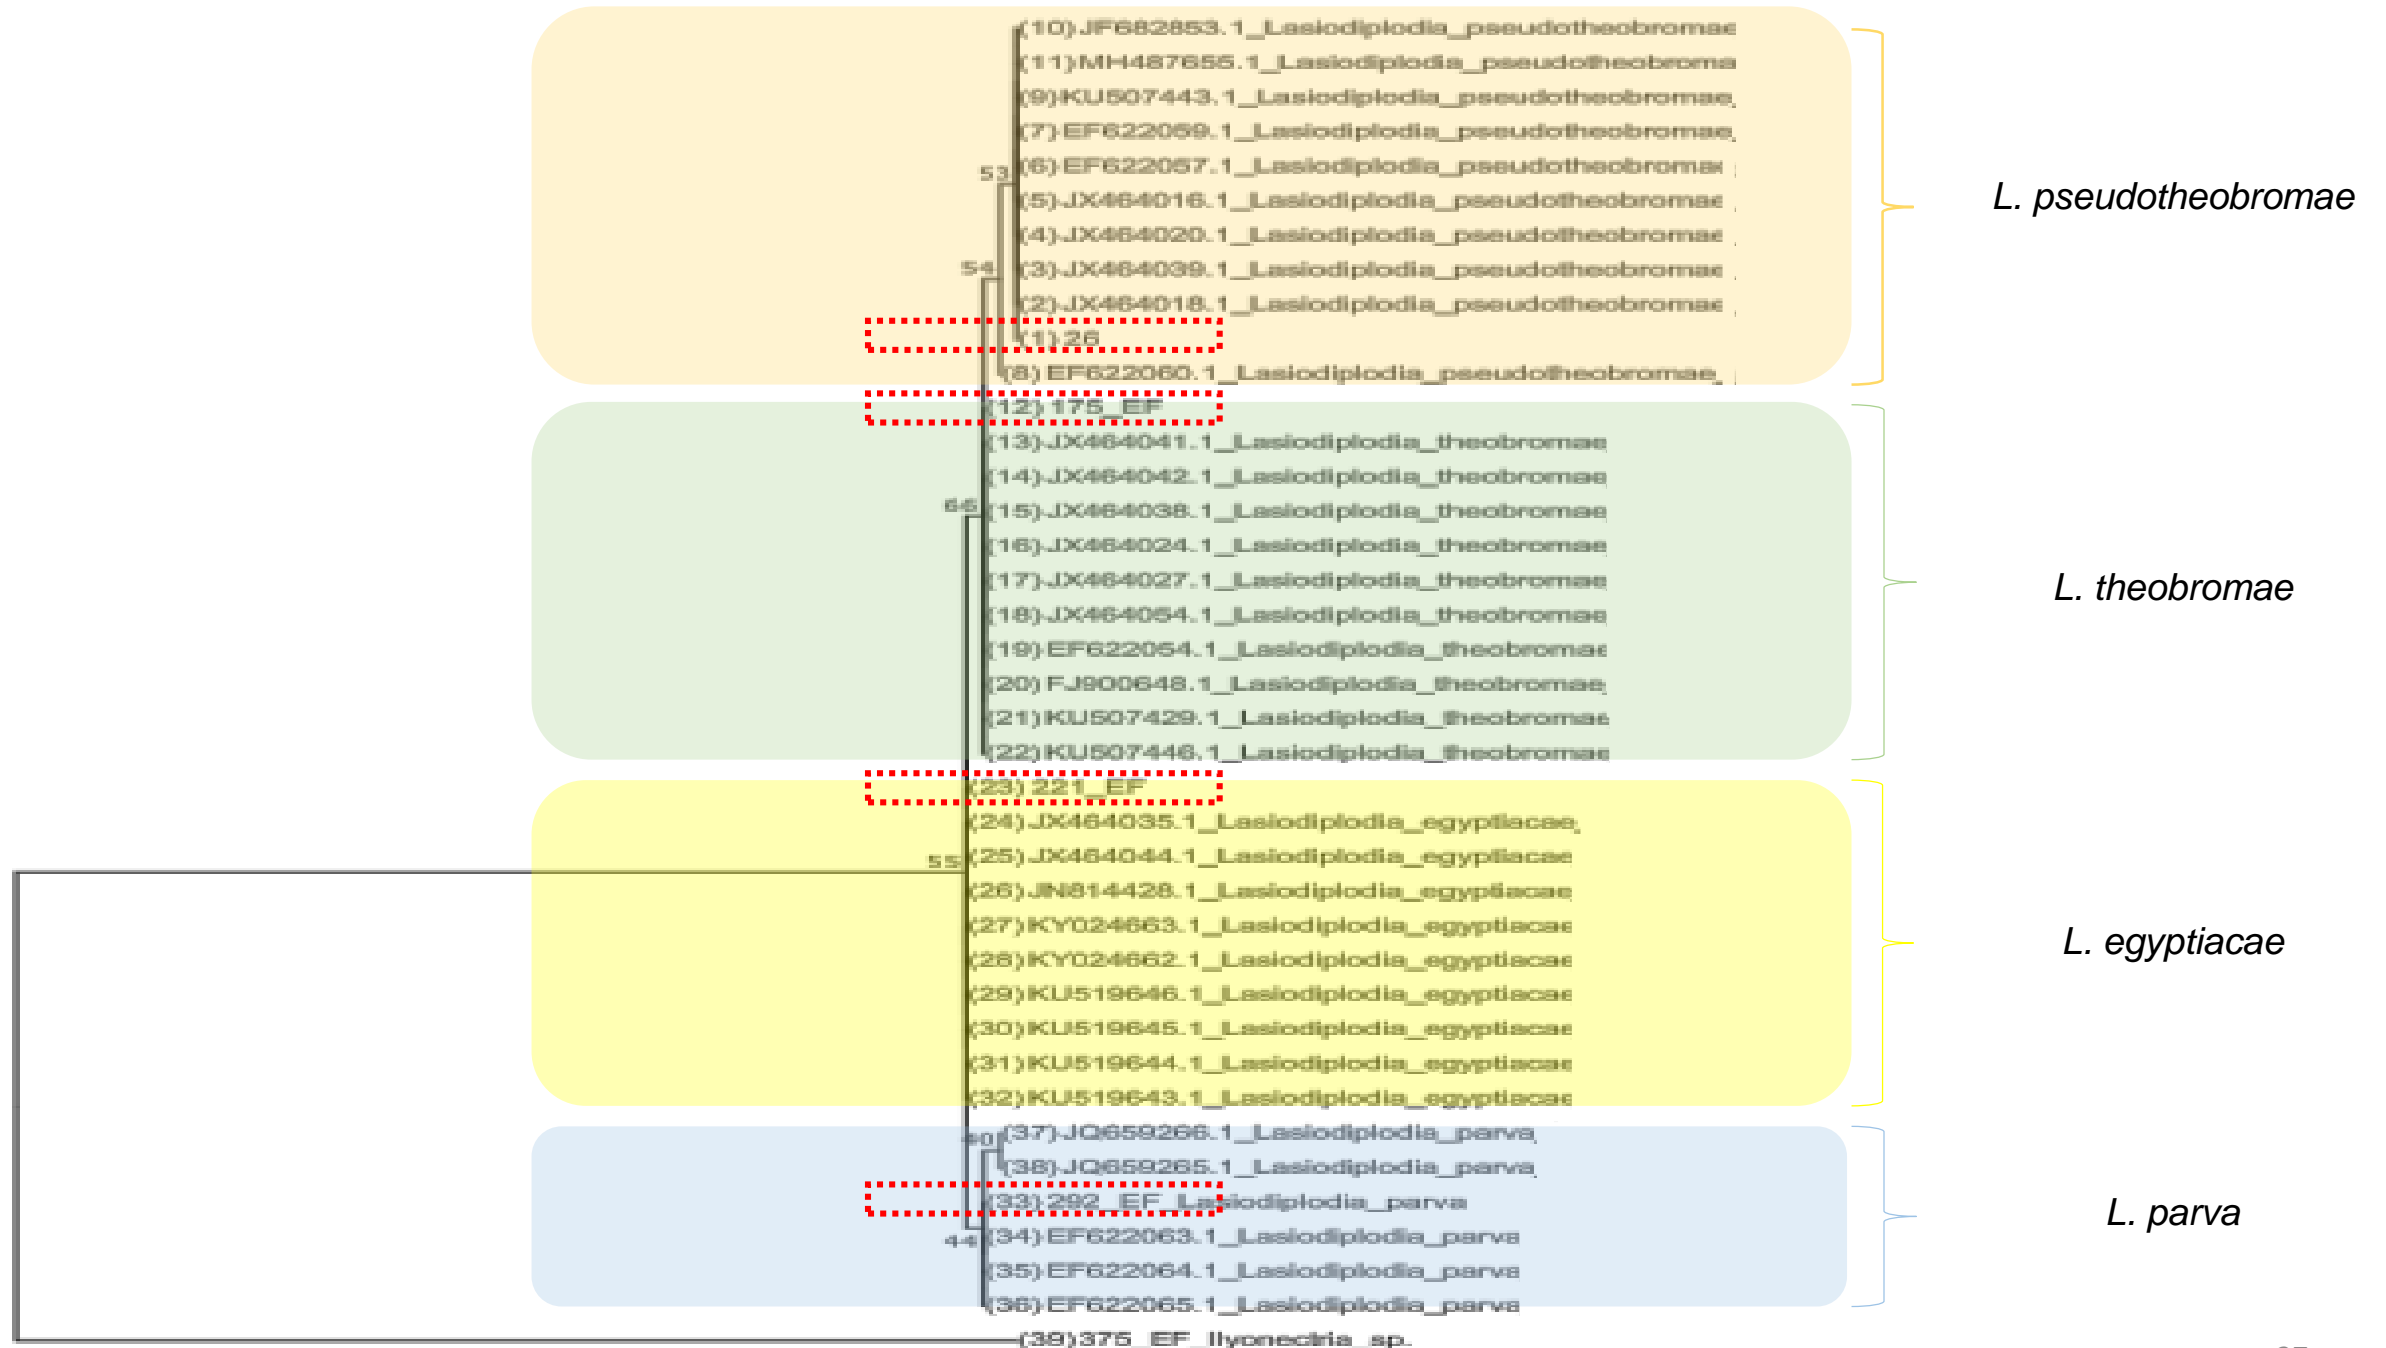 (10) JF682853.1_Lasiodiplodia_pseudotheobromae
(11) MH487655.1_Lasiodiplodia_pseudotheobroma
(9) KU507443.1_Lasiodiplodia_pseudotheobromae
(7) EF622059.1_Lasiodiplodia_pseudotheobromae
53
(6) EF622057.1_Lasiodiplodia_pseudotheobromae
L. pseudotheobromae
(5) JX464016.1_Lasiodiplodia_pseudotheobromae
(4) JX464020.1_Lasiodiplodia_pseudotheobromae
54
(3) JX464039.1_Lasiodiplodia_pseudotheobromae
(2) JX464018.1_Lasiodiplodia_pseudotheobromae
(1) 26
(8) EF622060.1_Lasiodiplodia_pseudotheobromae_
(12) 175_EF
(13) JX464041.1_Lasiodiplodia_theobromae
(14) JX464042.1_Lasiodiplodia_theobromae
66
(15) JX464038.1_Lasiodiplodia_theobromae
(16) JX464024.1_Lasiodiplodia_theobromae
(17) JX464027.1_Lasiodiplodia_theobromae
L. theobromae
(18) JX464054.1_Lasiodiplodia_theobromae
(19) EF622054.1_Lasiodiplodia_theobromae
(20) FJ900648.1_Lasiodiplodia_theobromae
(21) KU507429.1_Lasiodiplodia_theobromae
(22) KU507446.1_Lasiodiplodia_theobromae
(23) 221_EF
(24) JX464035.1_Lasiodiplodia_egyptiacae
55
(25) JX464044.1_Lasiodiplodia_egyptiacae
(26) JN814428.1_Lasiodiplodia_egyptiacae
(27) KY024663.1_Lasiodiplodia_egyptiacae
L. egyptiacae
(28) KY024662.1_Lasiodiplodia_egyptiacae
(29) KU519646.1_Lasiodiplodia_egyptiacae
(30) KU519645.1_Lasiodiplodia_egyptiacae
(31) KU519644.1_Lasiodiplodia_egyptiacae
(32) KU519643.1_Lasiodiplodia_egyptiacae
40
(37) JQ659266.1_Lasiodiplodia_parva
(38) JQ659265.1_Lasiodiplodia_parva
(33) 292_EF_Lasiodiplodia_parva
L. parva
44
(34) EF622063.1_Lasiodiplodia_parva
(35) EF622064.1_Lasiodiplodia_parva
(36) EF622065.1_Lasiodiplodia_parva
(39) 375_EF_Ilyonectria_sp.